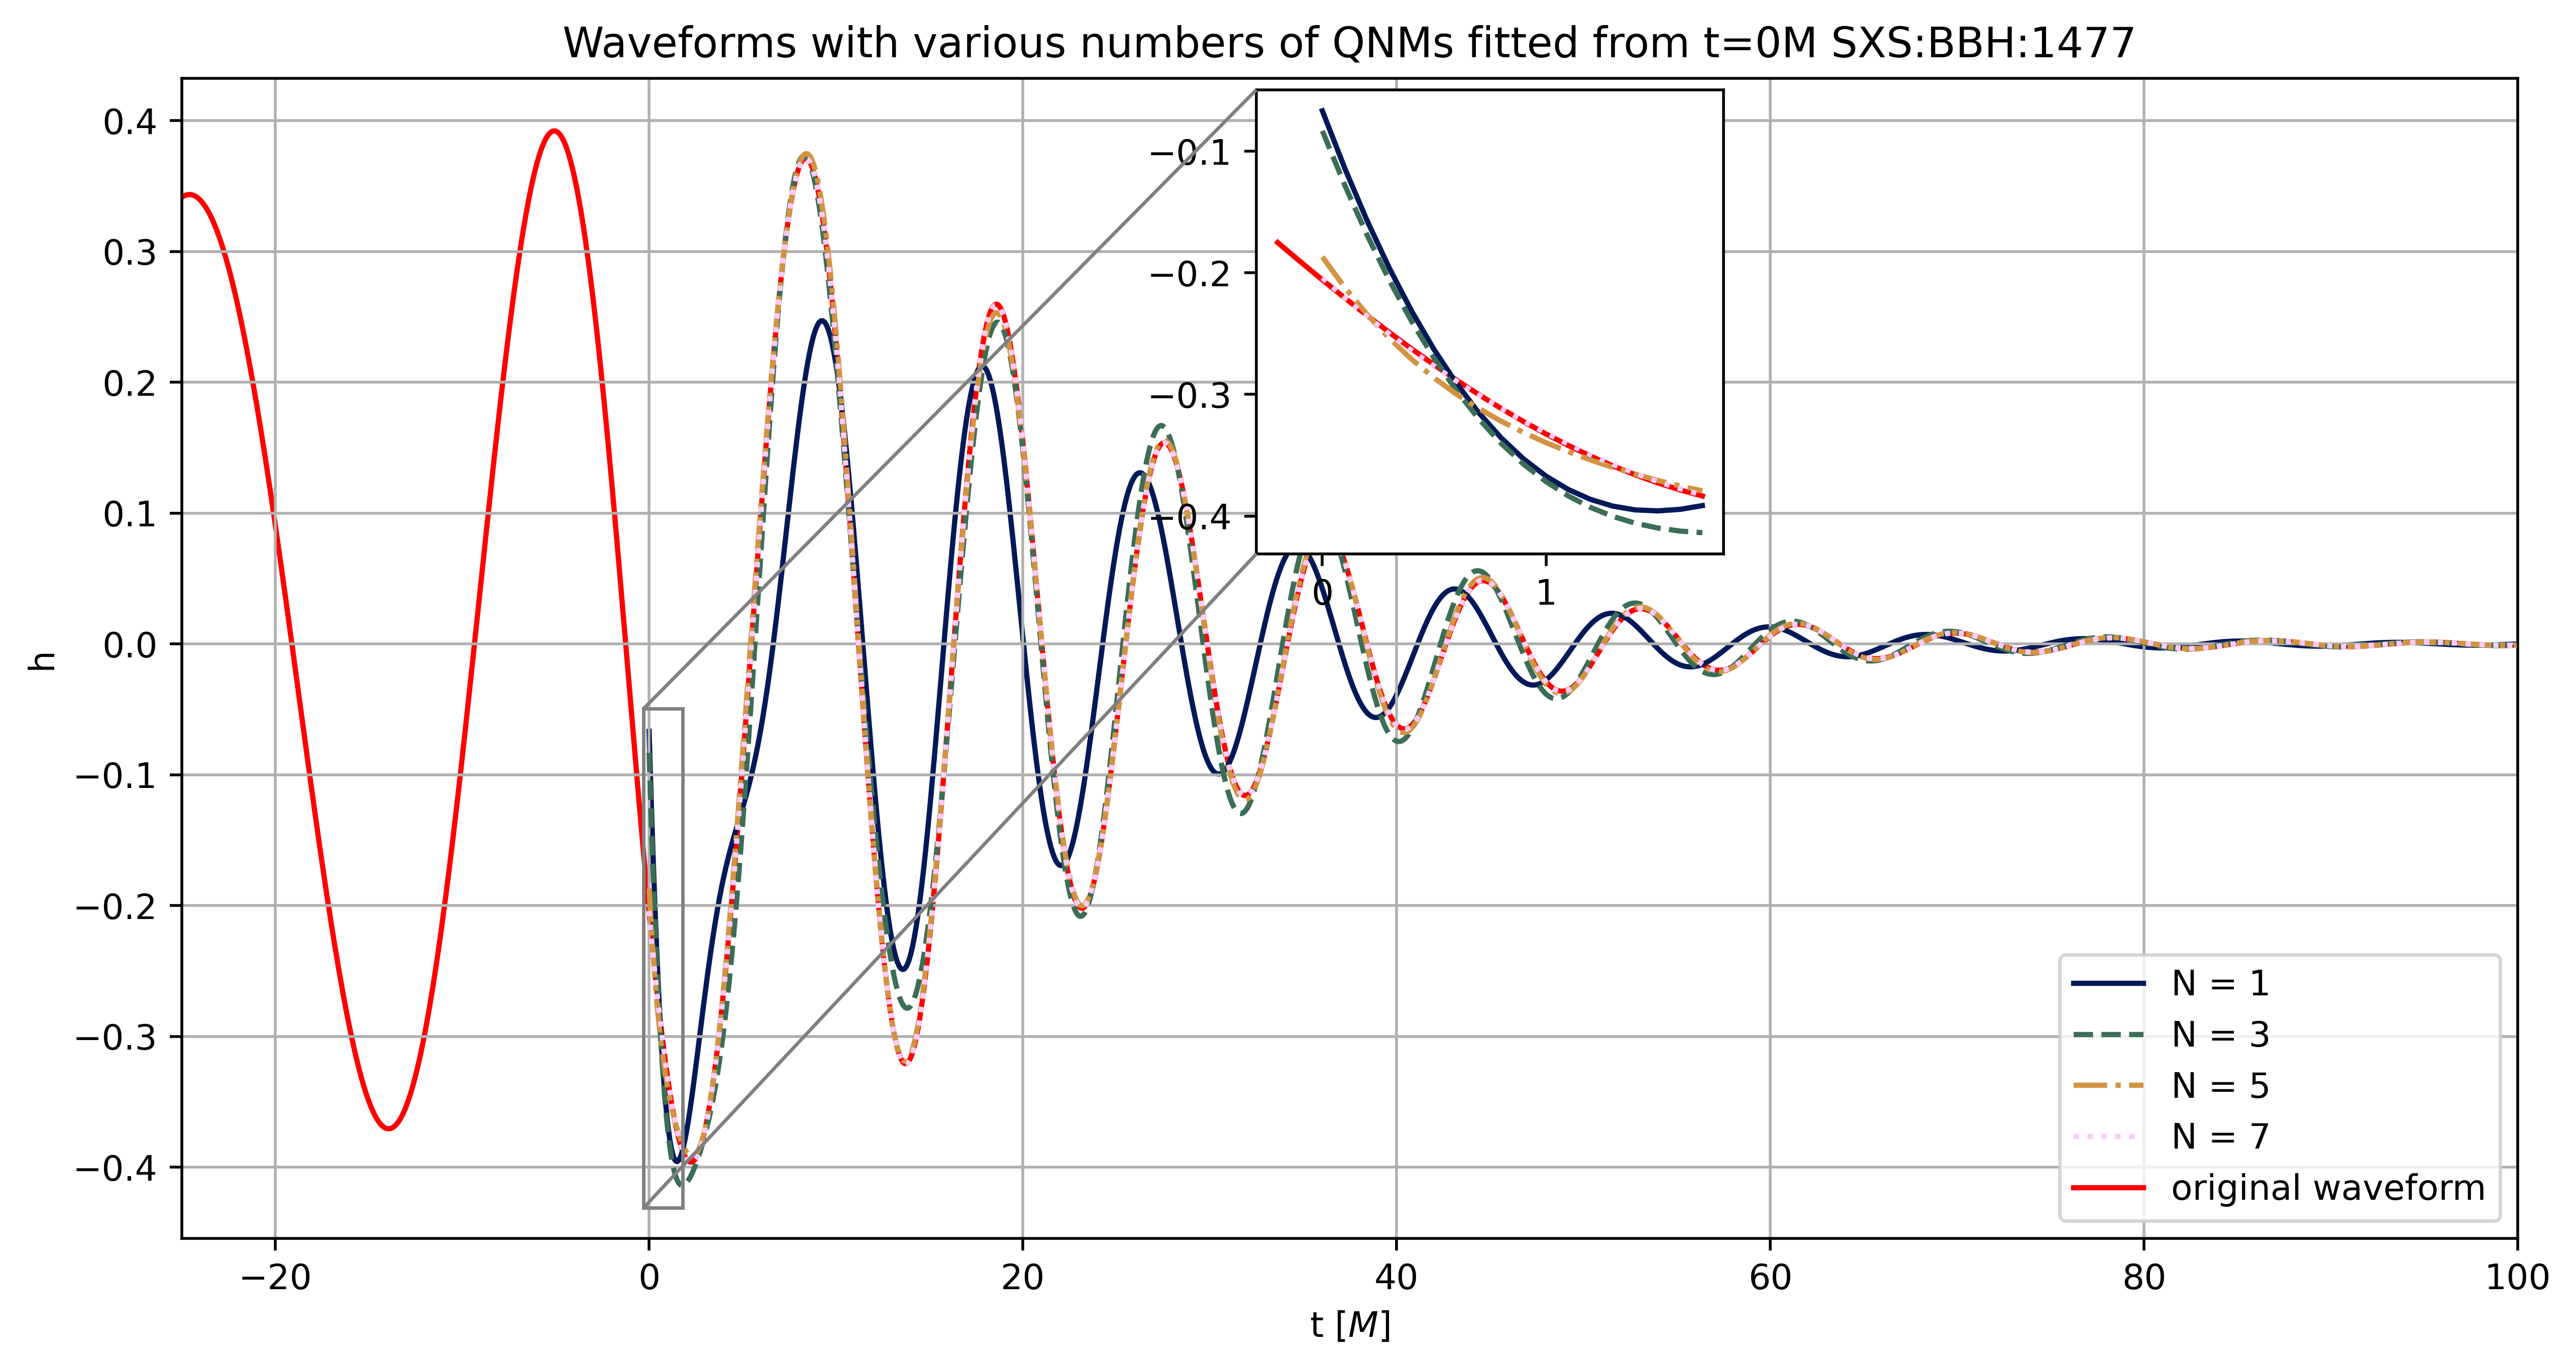 Waveforms with various numbers of QNMs fitted from t=0M SXS:BBH:1477
0.4
0.3
0.2
0.1
0.0
−0.1
−0.2
−0.3
−0.4
h
−0.1
−0.2
−0.3
−0.4
0 1
N = 1
N = 3
N = 5
N = 7
original waveform
−20 0 20 40 60 80 100
t [M]